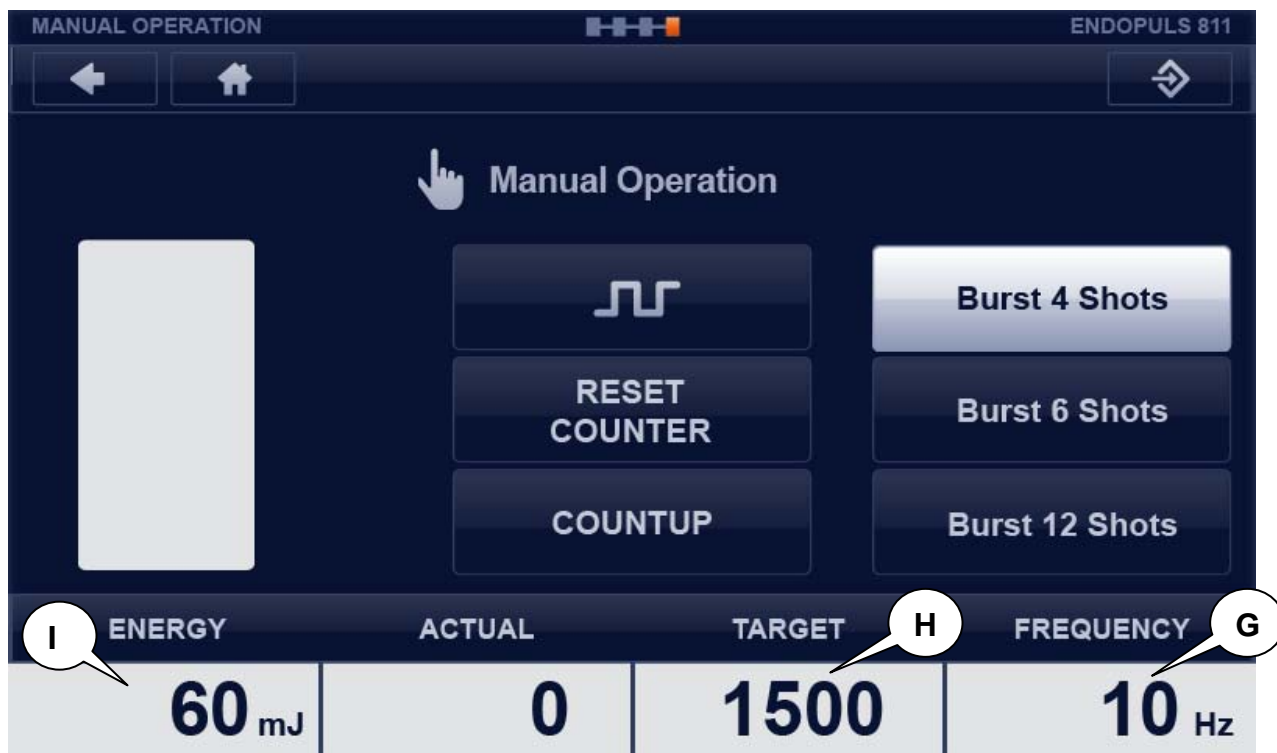 MANUAL OPERATION ENDOPULS 811
Manual Operation
Burst 4 Shots
RESET
COUNTER
Burst 6 Shots
COUNTUP
Burst 12 Shots
I ENERGY ACTUAL TARGET H FREQUENCY G
60 mJ 0 1500 10 Hz